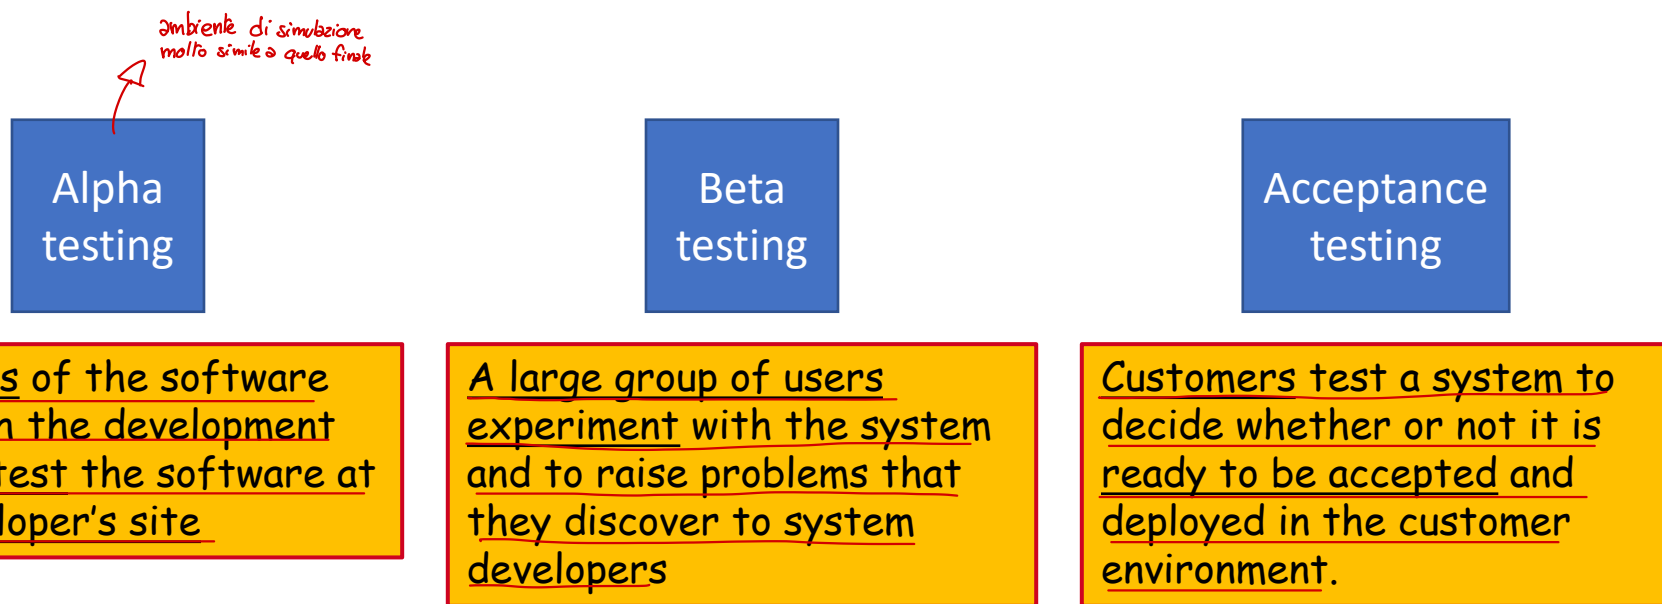 ambiente di simulazione
molto simile a quello finale
Alpha
testing
s of the software
n the development
test the software at
loper's site
Beta
testing
A large group of users
experiment with the system
and to raise problems that
they discover to system
developers
Acceptance
testing
Customers test a system to
decide whether or not it is
ready to be accepted and
deployed in the customer
environment.